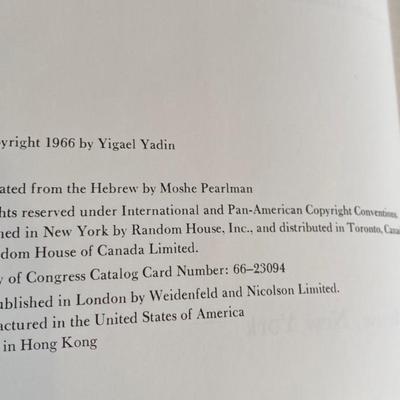 yright 1966 by Yigael Yadin
ated from the Hebrew by Moshe Pearlman
hts reserved under International and Pan-American Copyright Conventions.
hed in New York by Random House, Inc., and distributed in Toronto, Canad
dom House of Canada Limited.
y of Congress Catalog Card Number: 66–23094
ublished in London by Weidenfeld and Nicolson Limited.
factured in the United States of America
in Hong Kong